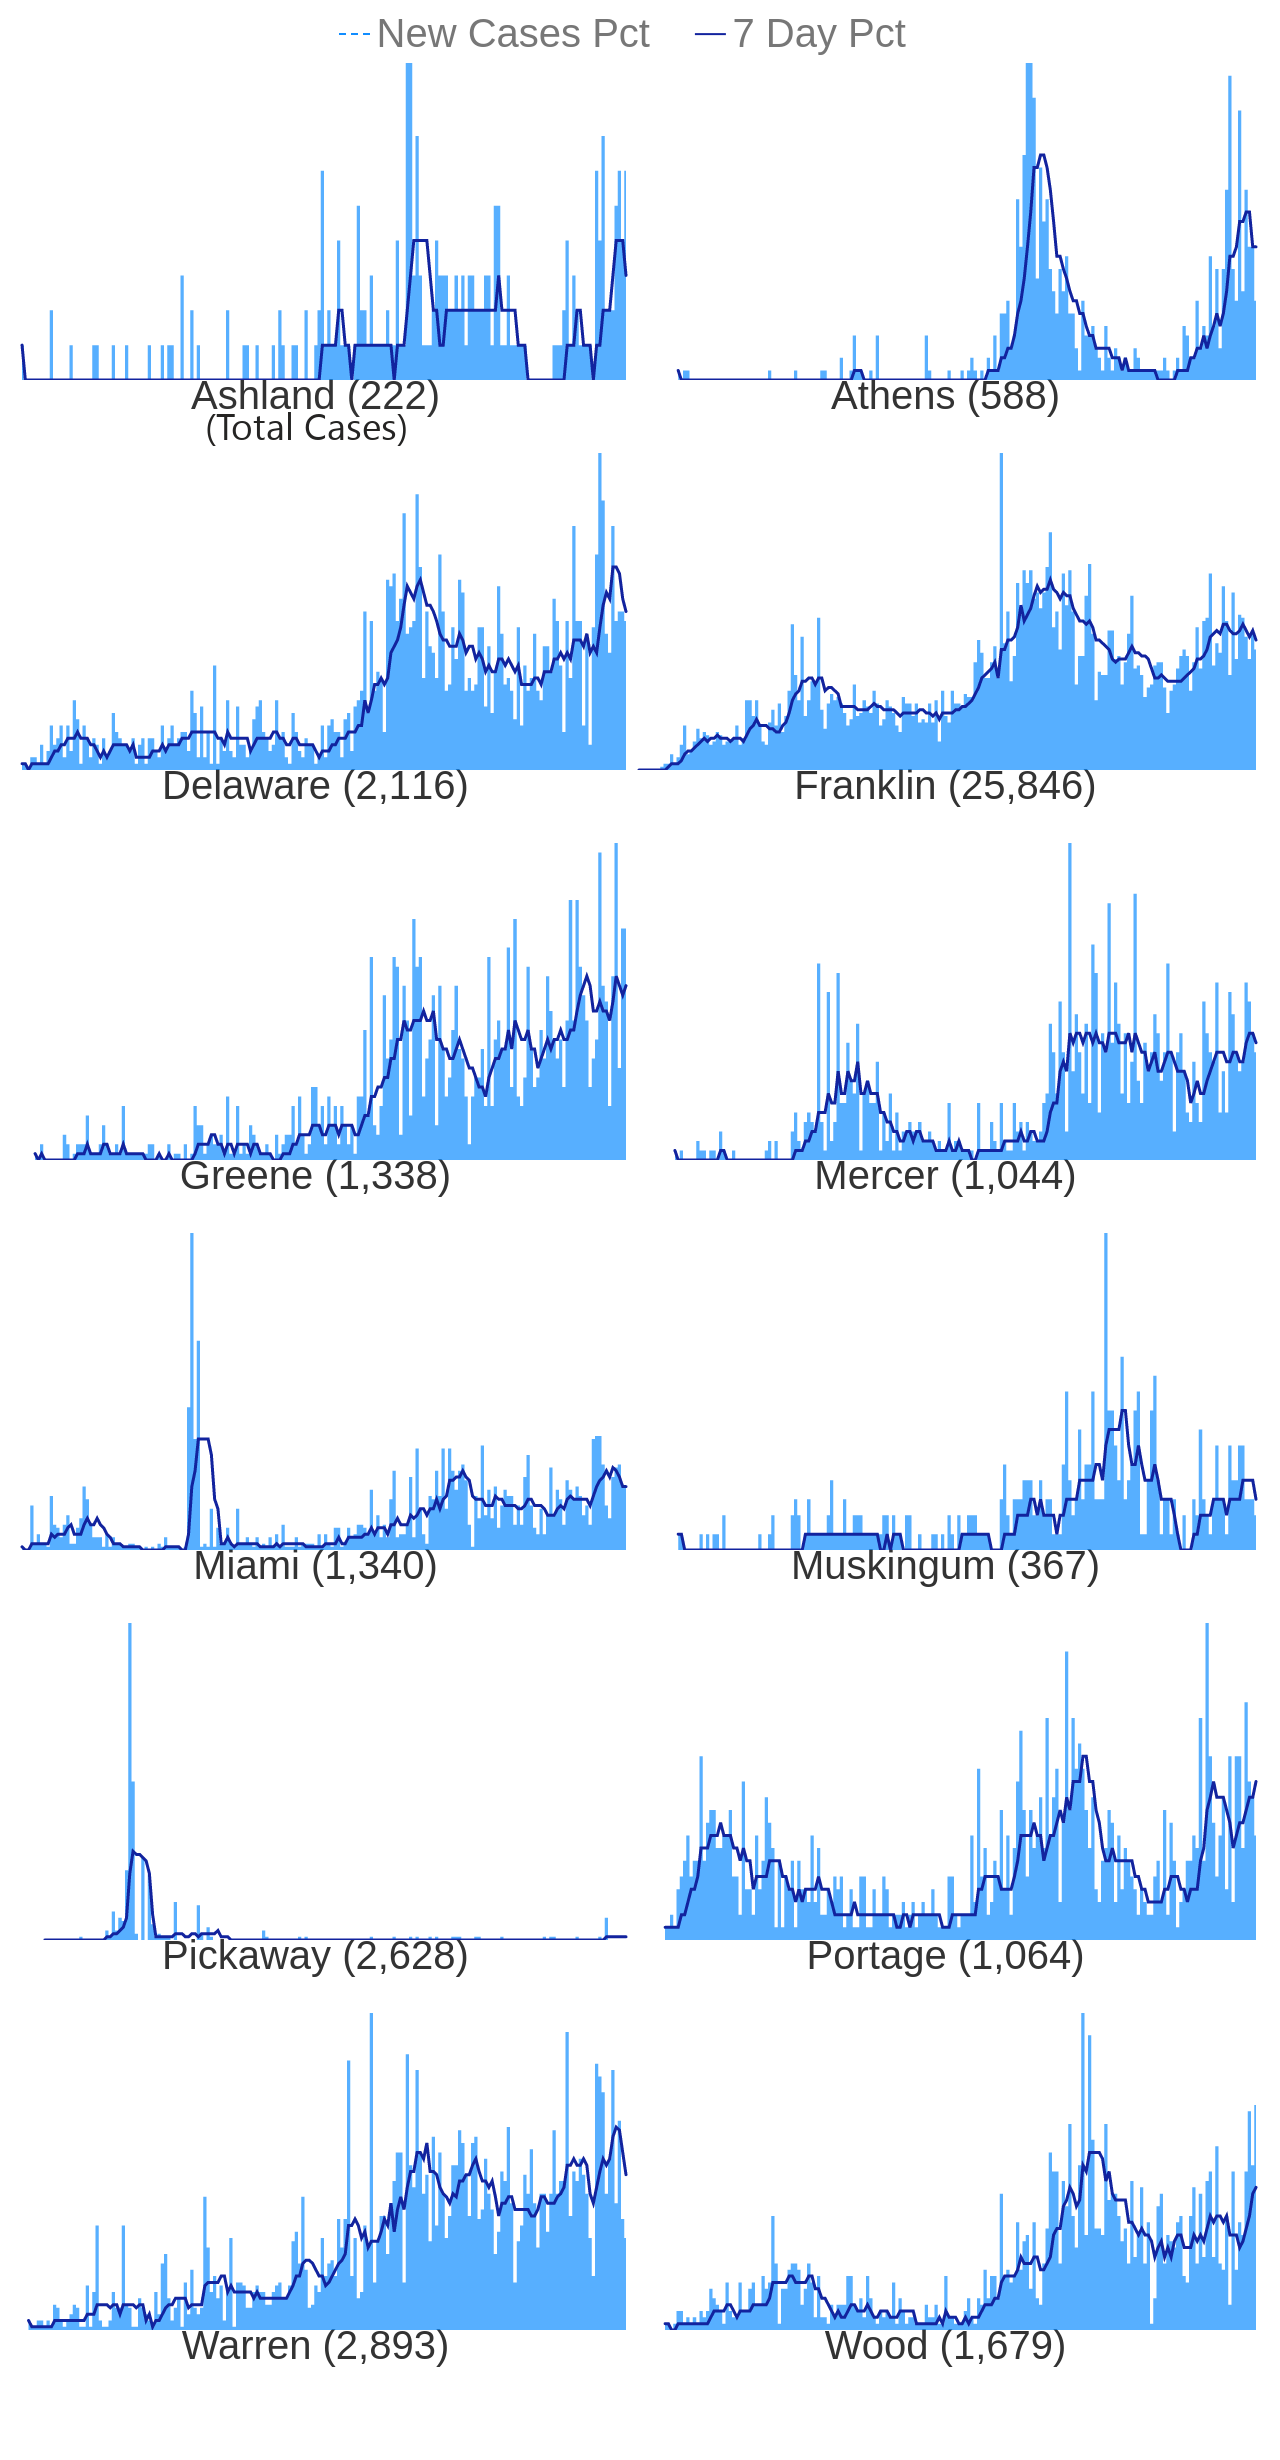 New Cases Pct 7 Day Pct
Ashland (222) Athens (588)
(Total Cases)
Delaware (2,116) Franklin (25,846)
Greene (1,338) Mercer (1,044)
Miami (1,340) Muskingum (367)
Pickaway (2,628) Portage (1,064)
Warren (2,893) Wood (1,679)